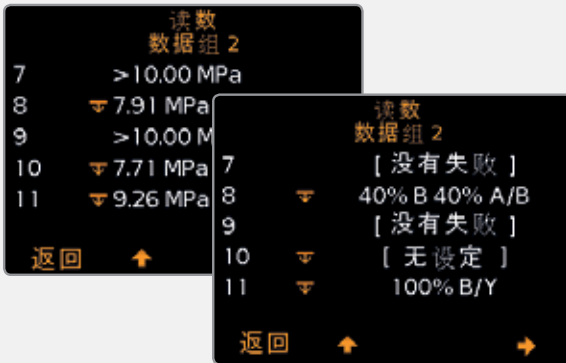 读数
数据组 2
7 >10.00 MPa
8 7.91 MPa
9 >10.00 M
10 7.71 MPa
11 9.26 MPa
返回
读数
数据组 2
7 [ 没有失败 ]
8 40% B 40% A/B
9 [ 没有失败 ]
10 [ 无设定 ]
11 100% B/Y
返回